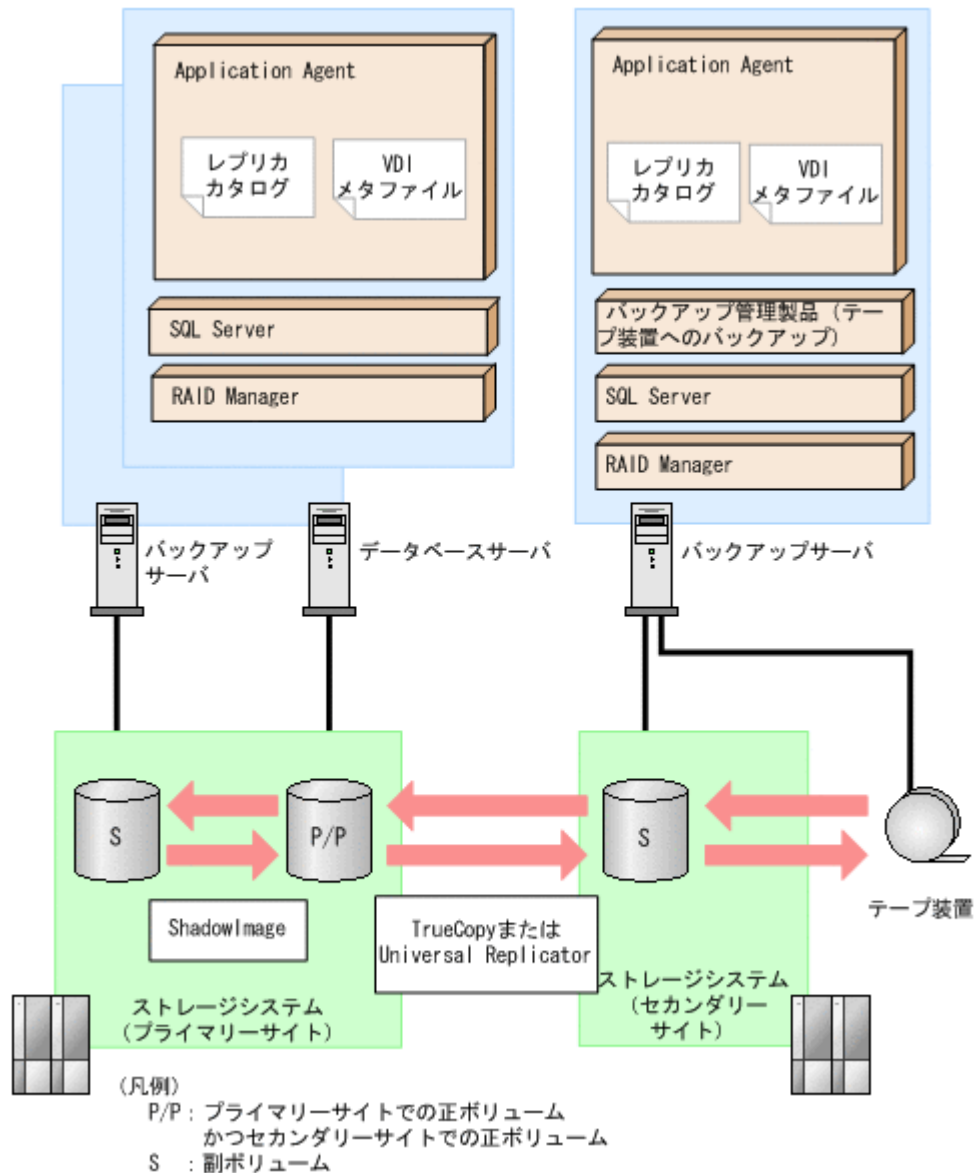 Application Agent
レプリカ
カタログ
VDI
メタファイル
SQL Server
RAID Manager
Application Agent
レプリカ
カタログ
VDI
メタファイル
バックアップ管理製品（テー
プ装置へのバックアップ）
SQL Server
RAID Manager
バックアップ
サーバ
データベースサーバ
バックアップサーバ
S
P/P
S
テープ装置
ShadowImage
TrueCopyまたは
Universal Replicator
ストレージシステム
（プライマリーサイト）
ストレージシステム
（セカンダリー
サイト）
（凡例）
P/P：プライマリーサイトでの正ボリューム
かつセカンダリーサイトでの正ボリューム
S ：副ボリューム